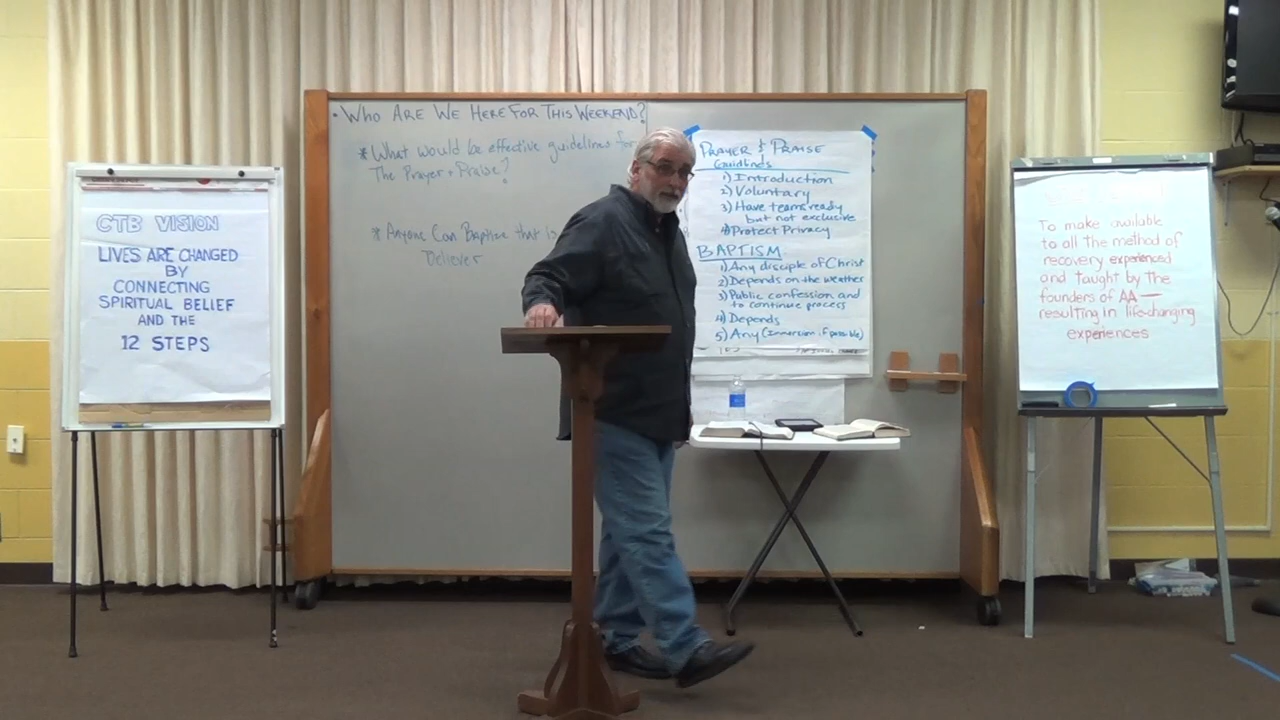 CTB VISION
LIVES ARE CHANGED
BY
CONNECTING
SPIRITUAL BELIEF
AND THE
12 STEPS
• WHO ARE WE HERE FOR THIS WEEKEND?
* What would be effective guidelines for
The Prayer + Praise?
* Anyone Can Baptize that is
Believer
PRAYER & PRAISE
Guidlines
1) Introduction
2) Voluntary
3) Have teams ready
but not exclusive
4) Protect Privacy
BAPTISM
1) Any disciple of Christ
2) Depends on the weather
3) Public confession and
to continue process
4) Depends
5) Any (Immersion if possible)
To make available
to all the method of
recovery experienced
and taught by the
founders of AA —
resulting in life-changing
experiences